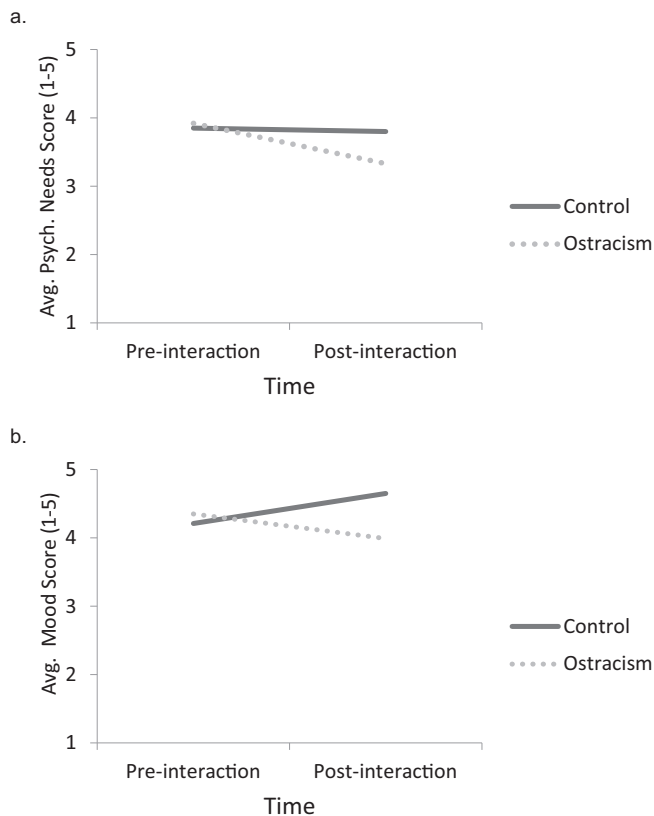 a.
5
4
3
2
1
Avg. Psych. Needs Score (1-5)
Pre-interaction Post-interaction
Time
Control
Ostracism
b.
5
4
3
2
1
Avg. Mood Score (1-5)
Pre-interaction Post-interaction
Time
Control
Ostracism